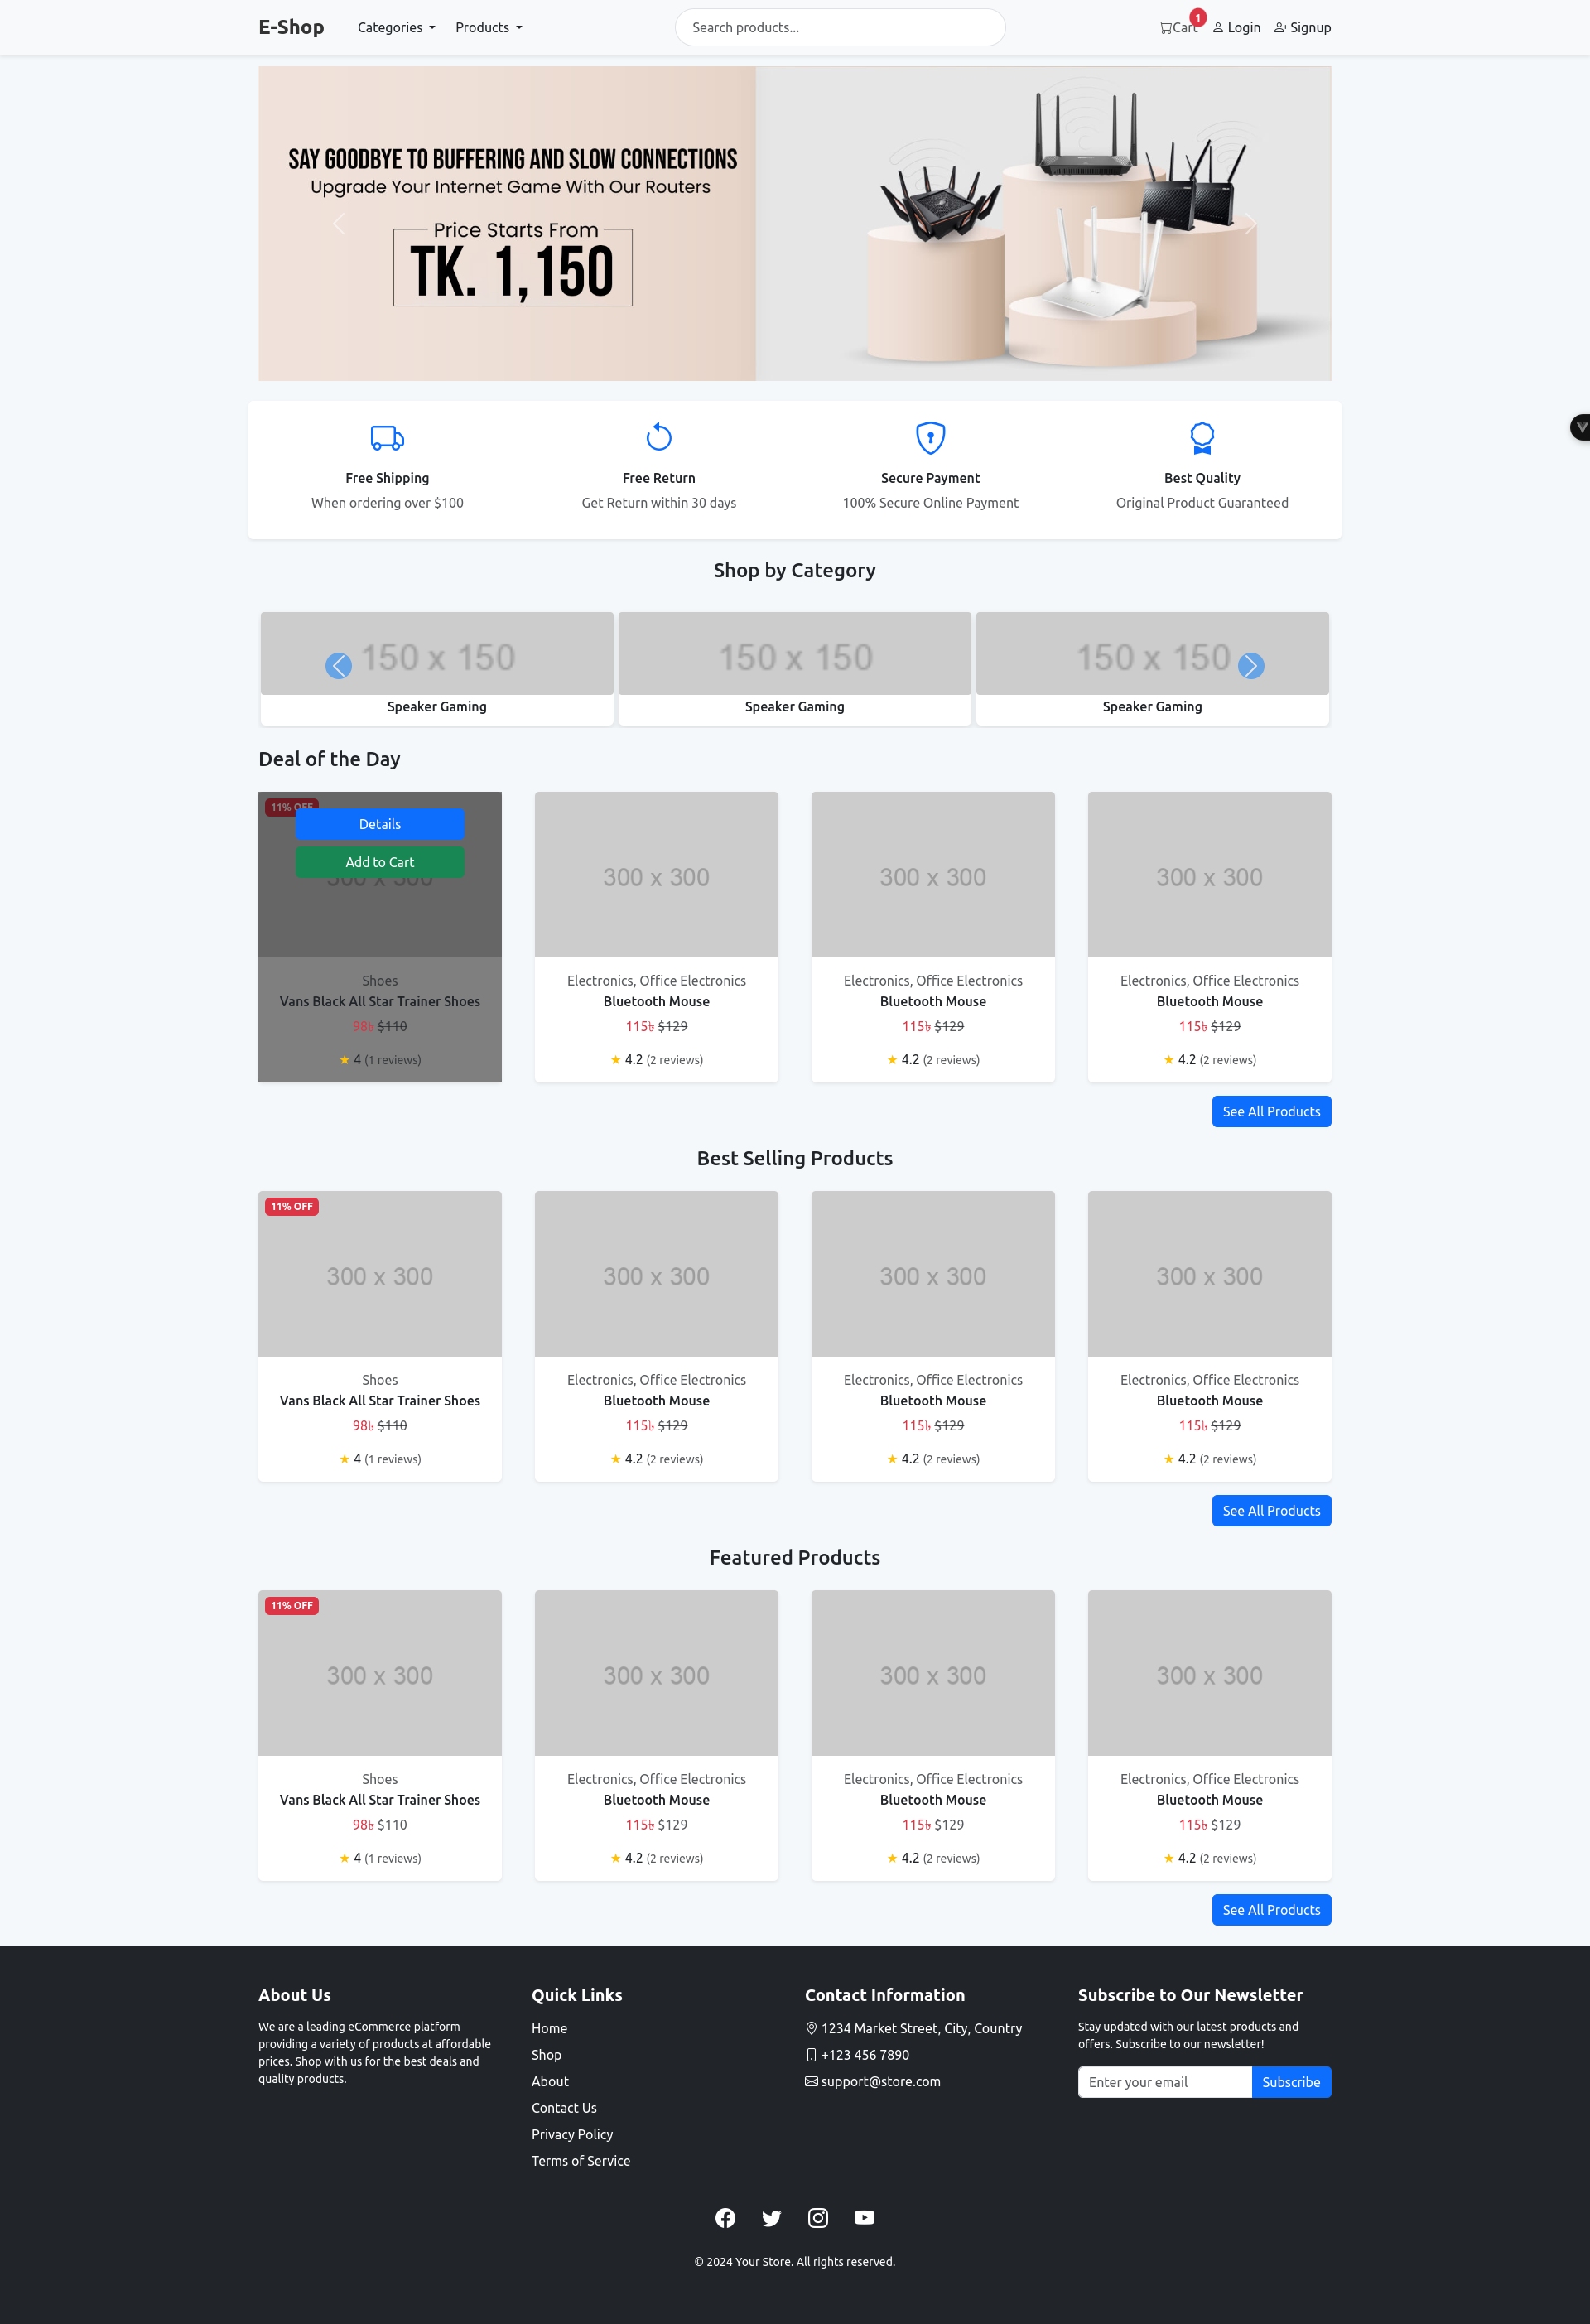 E-Shop Categories Products Search products... Cart 1 Login Signup
SAY GOODBYE TO BUFFERING AND SLOW CONNECTIONS
Upgrade Your Internet Game With Our Routers
Price Starts From
TK. 1,150
Free Shipping Free Return Secure Payment Best Quality
When ordering over $100 Get Return within 30 days 100% Secure Online Payment Original Product Guaranteed
Shop by Category
150 x 150 150 x 150 150 x 150
Speaker Gaming Speaker Gaming Speaker Gaming
Deal of the Day
11% OFF
Details
Add to Cart
300 x 300 300 x 300 300 x 300 300 x 300
Shoes Electronics, Office Electronics Electronics, Office Electronics Electronics, Office Electronics
Vans Black All Star Trainer Shoes Bluetooth Mouse Bluetooth Mouse Bluetooth Mouse
98৳ $110 115৳ $129 115৳ $129 115৳ $129
★ 4 (1 reviews) ★ 4.2 (2 reviews) ★ 4.2 (2 reviews) ★ 4.2 (2 reviews)
See All Products
Best Selling Products
11% OFF
300 x 300 300 x 300 300 x 300 300 x 300
Shoes Electronics, Office Electronics Electronics, Office Electronics Electronics, Office Electronics
Vans Black All Star Trainer Shoes Bluetooth Mouse Bluetooth Mouse Bluetooth Mouse
98৳ $110 115৳ $129 115৳ $129 115৳ $129
★ 4 (1 reviews) ★ 4.2 (2 reviews) ★ 4.2 (2 reviews) ★ 4.2 (2 reviews)
See All Products
Featured Products
11% OFF
300 x 300 300 x 300 300 x 300 300 x 300
Shoes Electronics, Office Electronics Electronics, Office Electronics Electronics, Office Electronics
Vans Black All Star Trainer Shoes Bluetooth Mouse Bluetooth Mouse Bluetooth Mouse
98৳ $110 115৳ $129 115৳ $129 115৳ $129
★ 4 (1 reviews) ★ 4.2 (2 reviews) ★ 4.2 (2 reviews) ★ 4.2 (2 reviews)
See All Products
About Us
We are a leading eCommerce platform
providing a variety of products at affordable
prices. Shop with us for the best deals and
quality products.
Quick Links
Home
Shop
About
Contact Us
Privacy Policy
Terms of Service
Contact Information
1234 Market Street, City, Country
+123 456 7890
support@store.com
Subscribe to Our Newsletter
Stay updated with our latest products and
offers. Subscribe to our newsletter!
Enter your email Subscribe
© 2024 Your Store. All rights reserved.